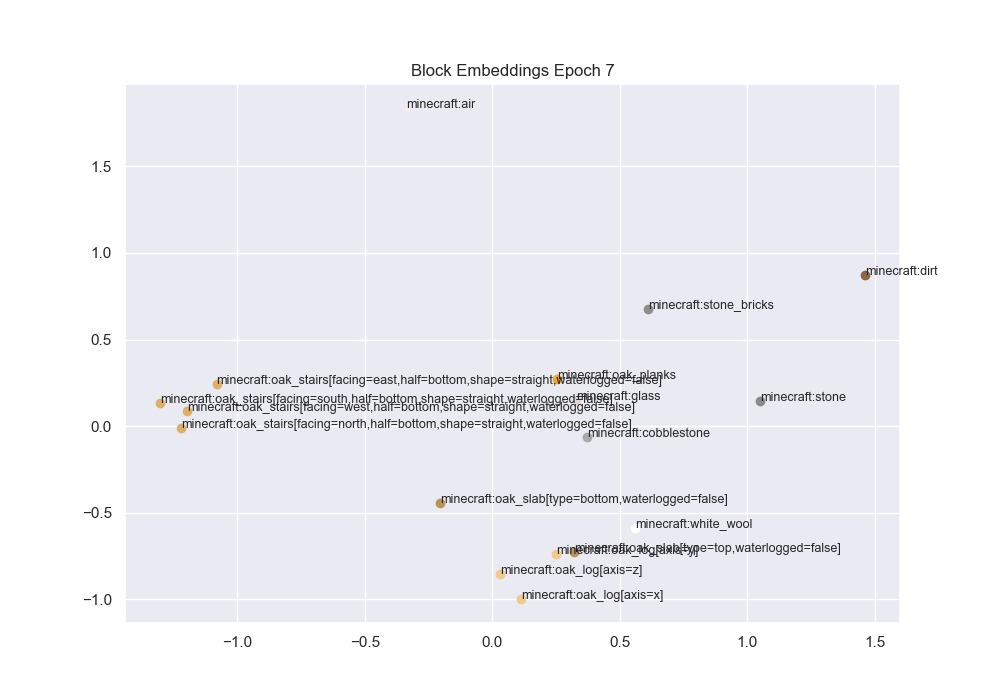 Block Embeddings Epoch 7
minecraft:air
1.5
1.0
minecraft:dirt
minecraft:stone_bricks
0.5
minecraft:oak_planks
minecraft:oak_stairs[facing=east,half=bottom,shape=straight,waterlogged=false]
minecraft:glass
minecraft:oak_stairs[facing=south,half=bottom,shape=straight,waterlogged=false]
minecraft:stone
minecraft:oak_stairs[facing=west,half=bottom,shape=straight,waterlogged=false]
0.0
minecraft:oak_stairs[facing=north,half=bottom,shape=straight,waterlogged=false]
minecraft:cobblestone
minecraft:oak_slab[type=bottom,waterlogged=false]
−0.5
minecraft:white_wool
minecraft:oak_slab[type=top,waterlogged=false]
minecraft:oak_log[axis=y]
minecraft:oak_log[axis=z]
minecraft:oak_log[axis=x]
−1.0
−1.0 −0.5 0.0 0.5 1.0 1.5